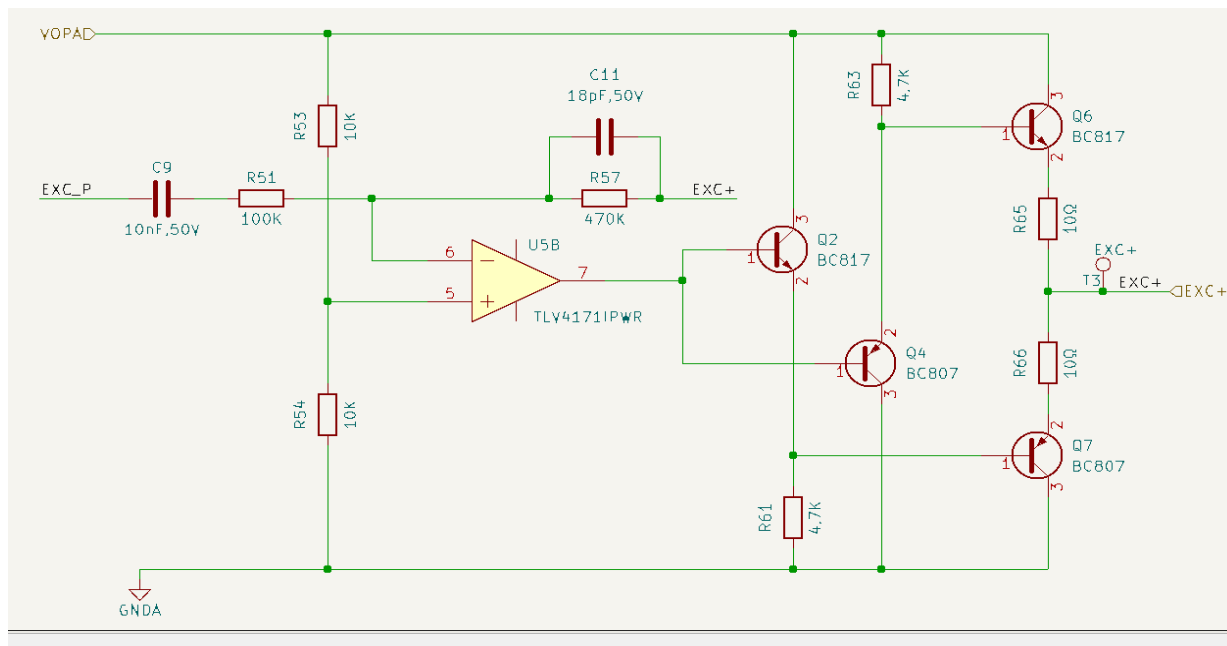 VOPA
C11
18pF,50V
R53
10K
R63
4,7K
3
Q6
1
BC817
2
C9
R51
R57
EXC_P
EXC+
10nF,50V
100K
470K
R65
10Ω
3
Q2
1
BC817
2
U5B
6
7
5
TLV4171IPWR
EXC+
T3
EXC+
EXC+
2
Q4
1
BC807
3
R66
10Ω
R54
10K
2
Q7
1
BC807
3
R61
4,7K
GNDA